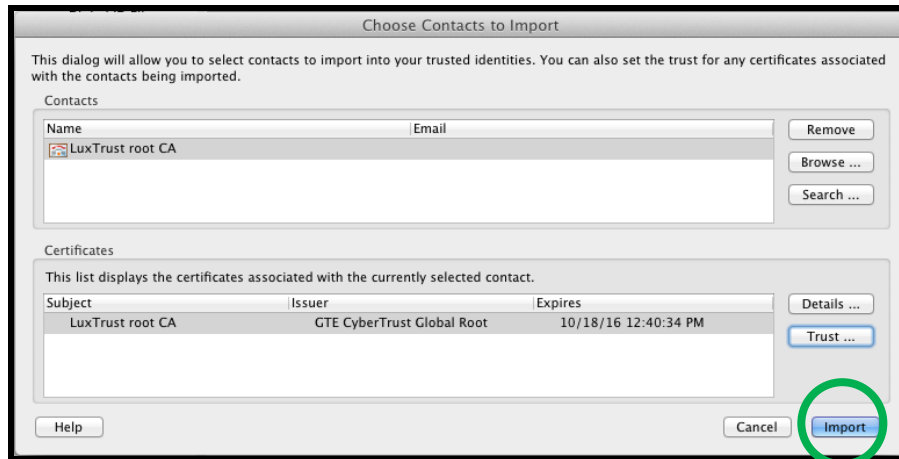 Choose Contacts to Import
This dialog will allow you to select contacts to import into your trusted identities. You can also set the trust for any certificates associated
with the contacts being imported.
Contacts
Name Email
LuxTrust root CA
Remove
Browse ...
Search ...
Certificates
This list displays the certificates associated with the currently selected contact.
Subject Issuer Expires
LuxTrust root CA GTE CyberTrust Global Root 10/18/16 12:40:34 PM
Details ...
Trust ...
Help Cancel Import